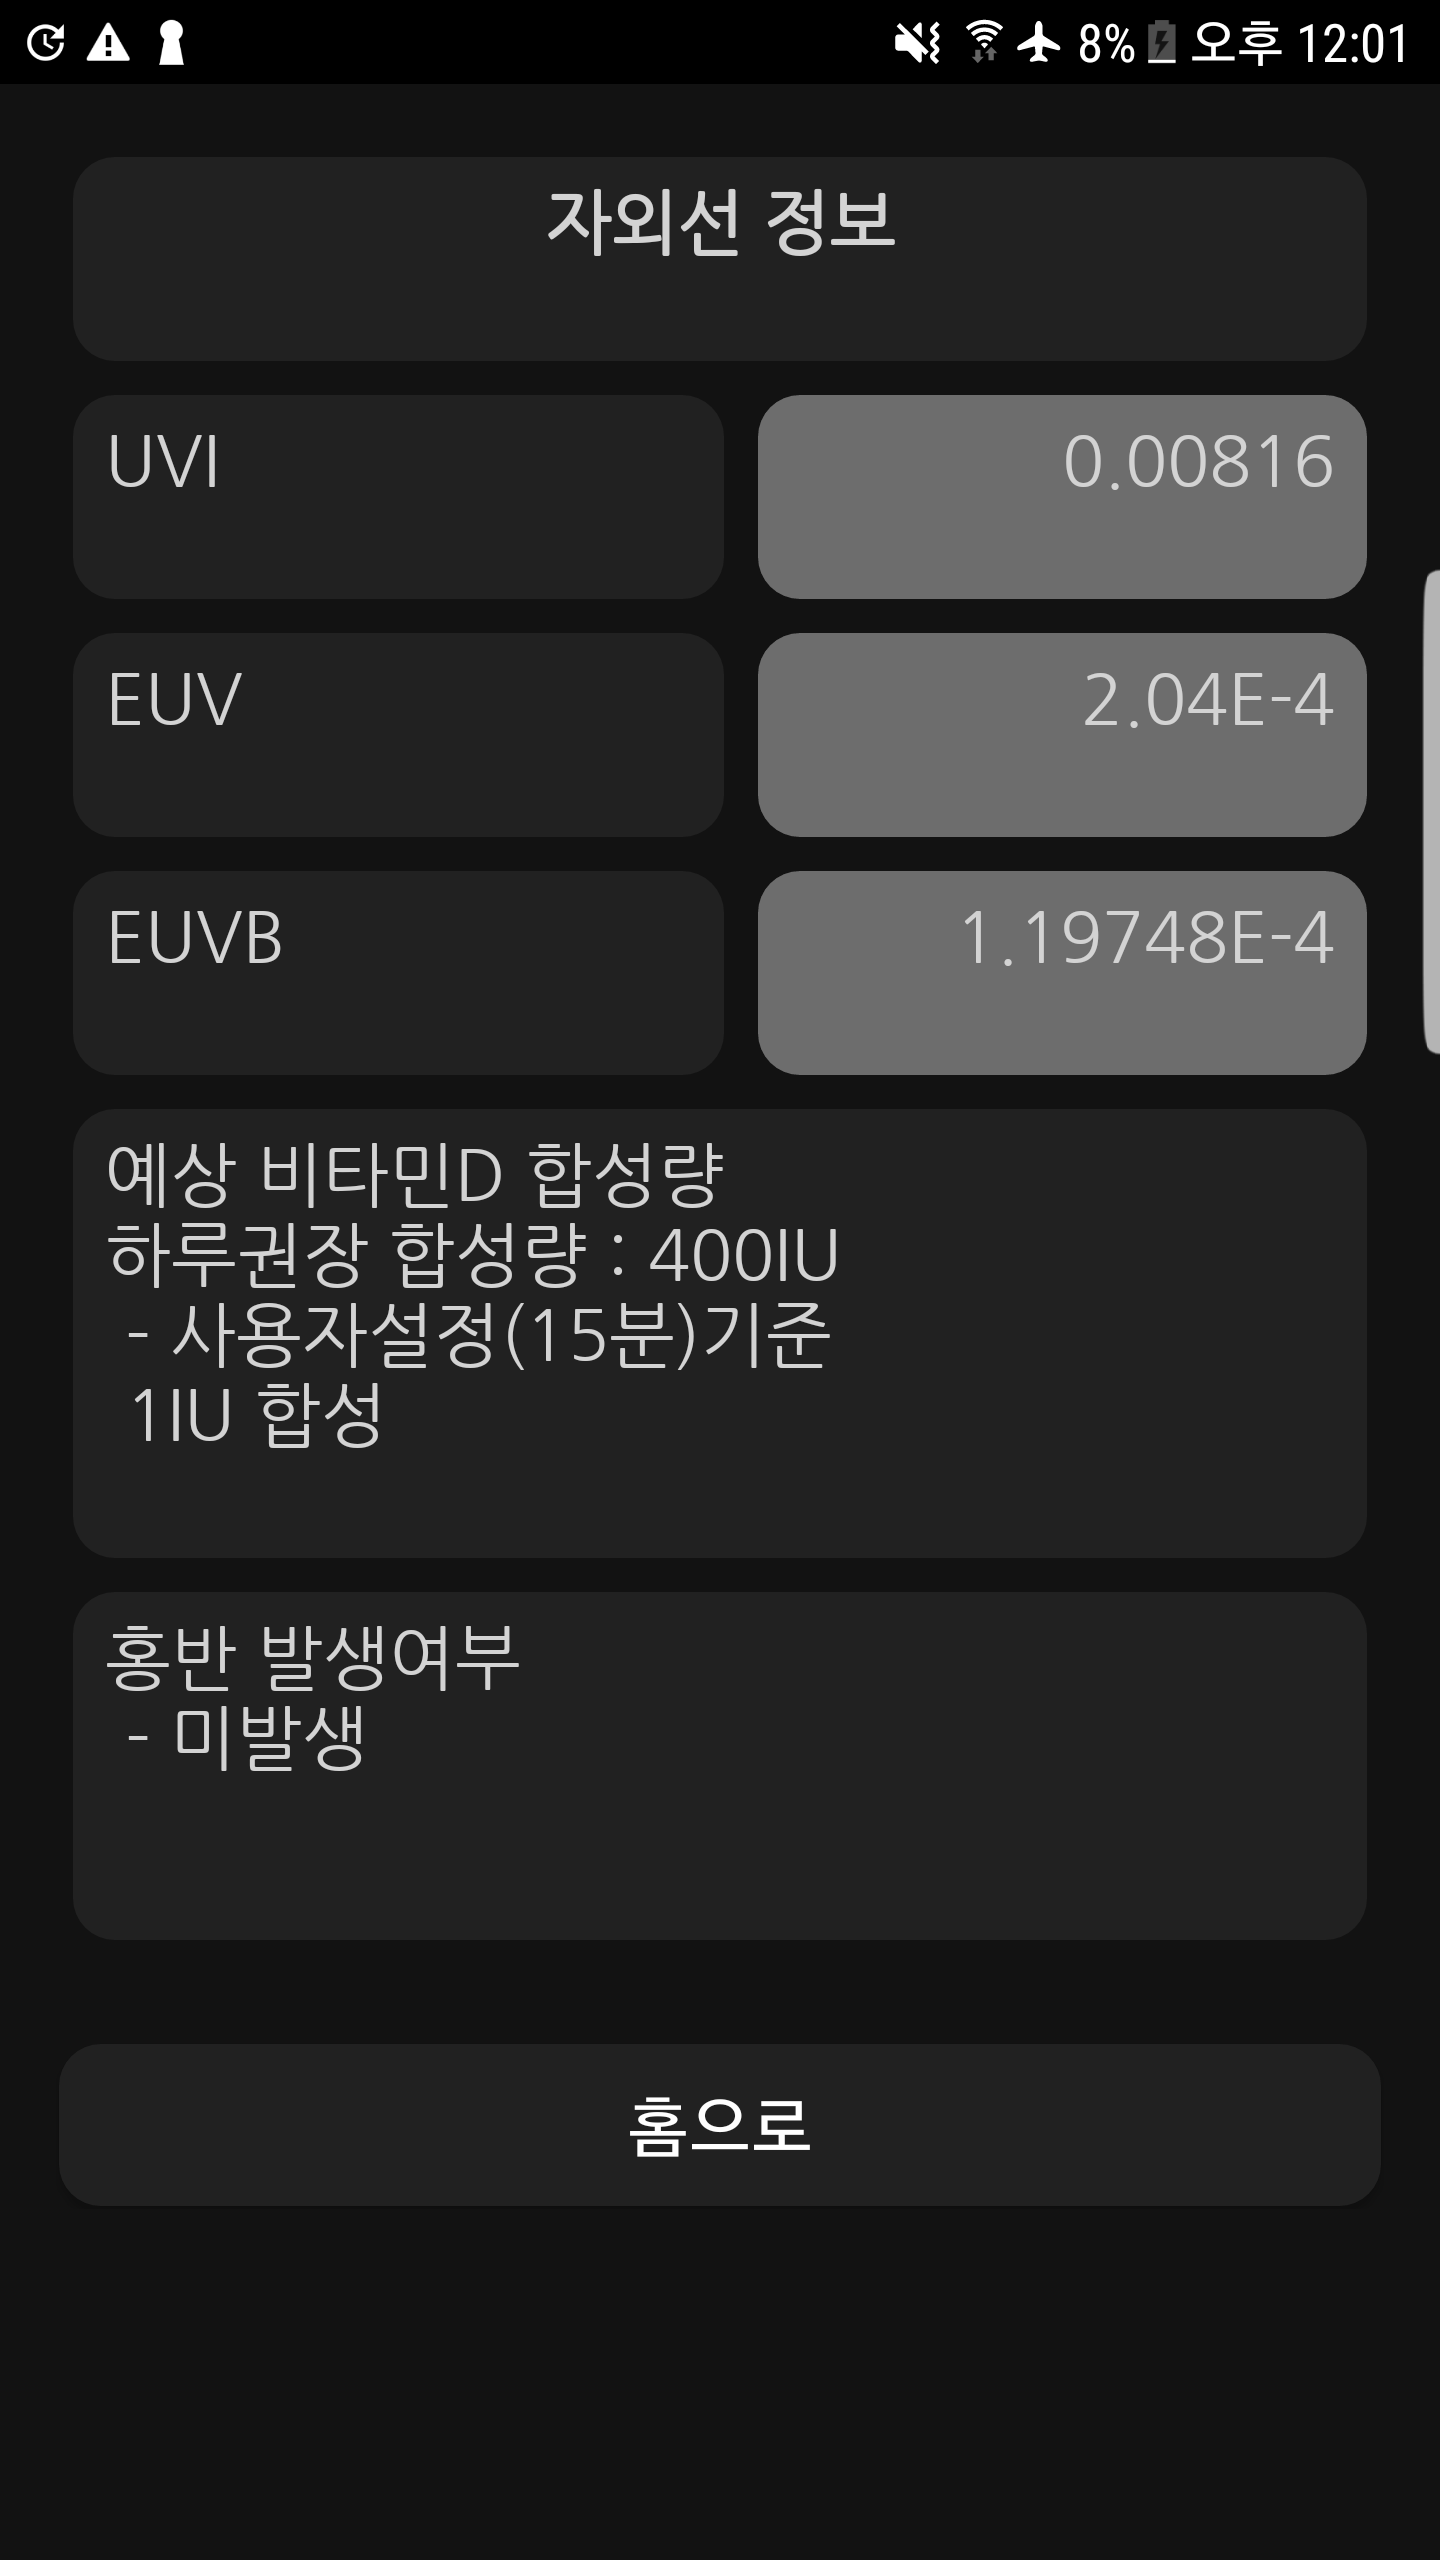 8% 오후 12:01
자외선 정보
UVI 0.00816
EUV 2.04E-4
EUVB 1.19748E-4
예상 비타민D 합성량
하루권장 합성량 : 400IU
- 사용자설정(15분)기준
1IU 합성
홍반 발생여부
- 미발생
홈으로